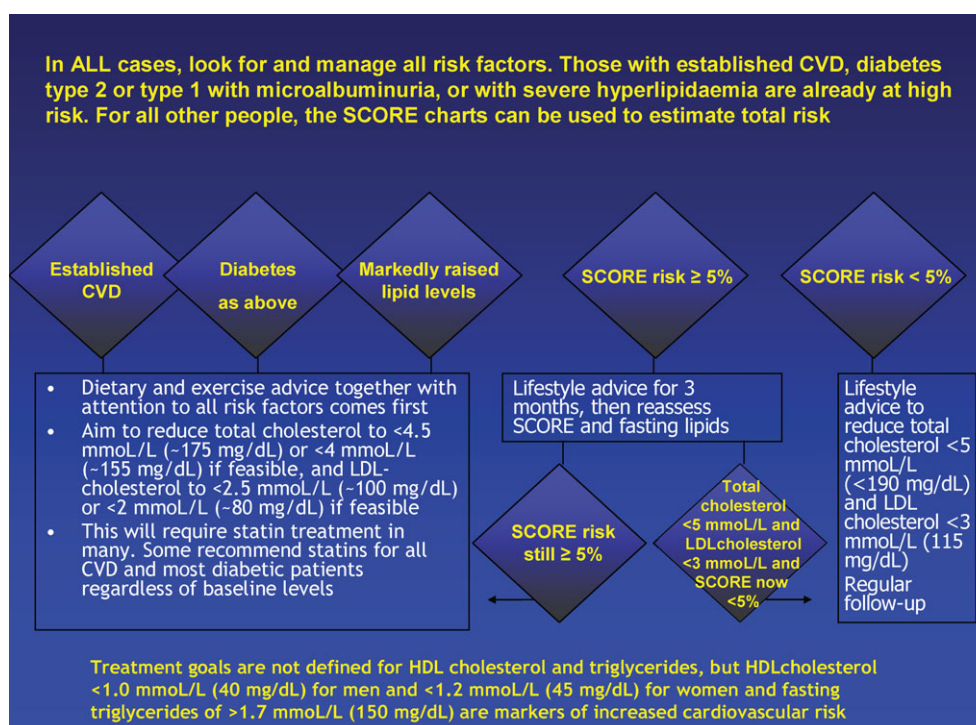 In ALL cases, look for and manage all risk factors. Those with established CVD, diabetes
type 2 or type 1 with microalbuminuria, or with severe hyperlipidaemia are already at high
risk. For all other people, the SCORE charts can be used to estimate total risk
Established
CVD
Diabetes
as above
Markedly raised
lipid levels
SCORE risk ≥ 5%
SCORE risk < 5%
• Dietary and exercise advice together with
attention to all risk factors comes first
• Aim to reduce total cholesterol to <4.5
mmoL/L (~175 mg/dL) or <4 mmoL/L
(~155 mg/dL) if feasible, and LDL-
cholesterol to <2.5 mmoL/L (~100 mg/dL)
or <2 mmoL/L (~80 mg/dL) if feasible
• This will require statin treatment in
many. Some recommend statins for all
CVD and most diabetic patients
regardless of baseline levels
Lifestyle advice for 3
months, then reassess
SCORE and fasting lipids
SCORE risk
still ≥ 5%
Total
cholesterol
<5 mmoL/L and
LDLcholesterol
<3 mmoL/L and
SCORE now
<5%
Lifestyle
advice to
reduce total
cholesterol <5
mmoL/L
(<190 mg/dL)
and LDL
cholesterol <3
mmoL/L (115
mg/dL)
Regular
follow-up
Treatment goals are not defined for HDL cholesterol and triglycerides, but HDLcholesterol
<1.0 mmoL/L (40 mg/dL) for men and <1.2 mmoL/L (45 mg/dL) for women and fasting
triglycerides of >1.7 mmoL/L (150 mg/dL) are markers of increased cardiovascular risk